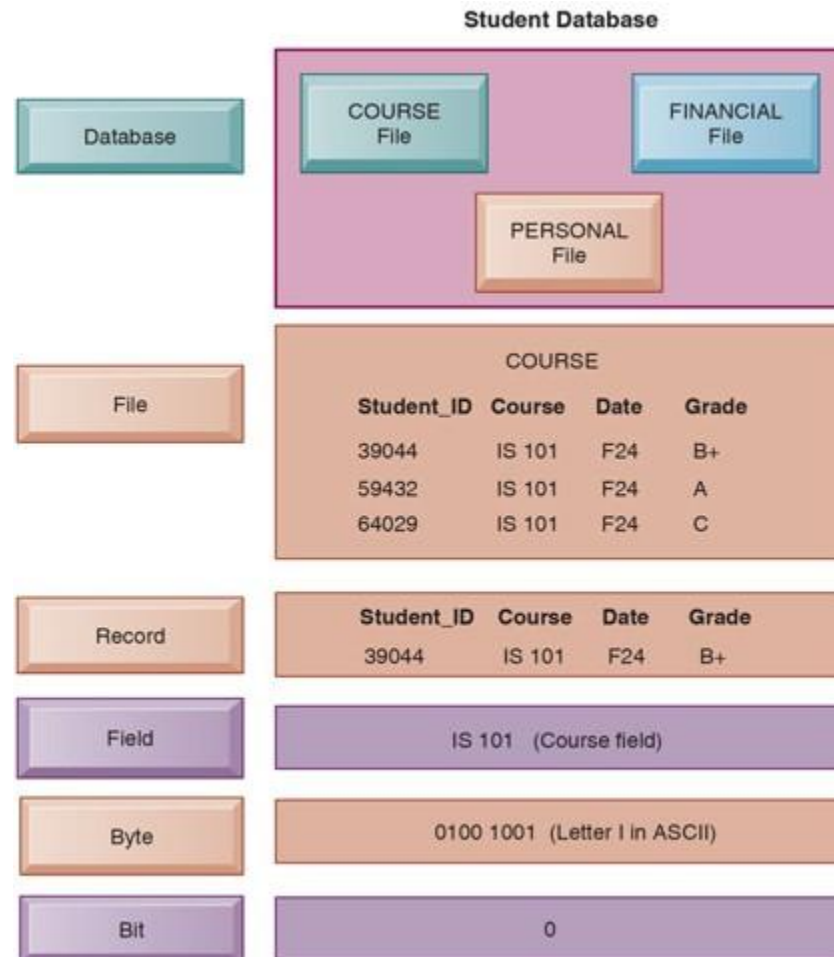 Student Database
Database
COURSE
File
FINANCIAL
File
PERSONAL
File
File
COURSE
Student_ID Course Date Grade
39044 IS 101 F24 B+
59432 IS 101 F24 A
64029 IS 101 F24 C
Record
Student_ID Course Date Grade
39044 IS 101 F24 B+
Field
IS 101 (Course field)
Byte
0100 1001 (Letter I in ASCII)
Bit
0